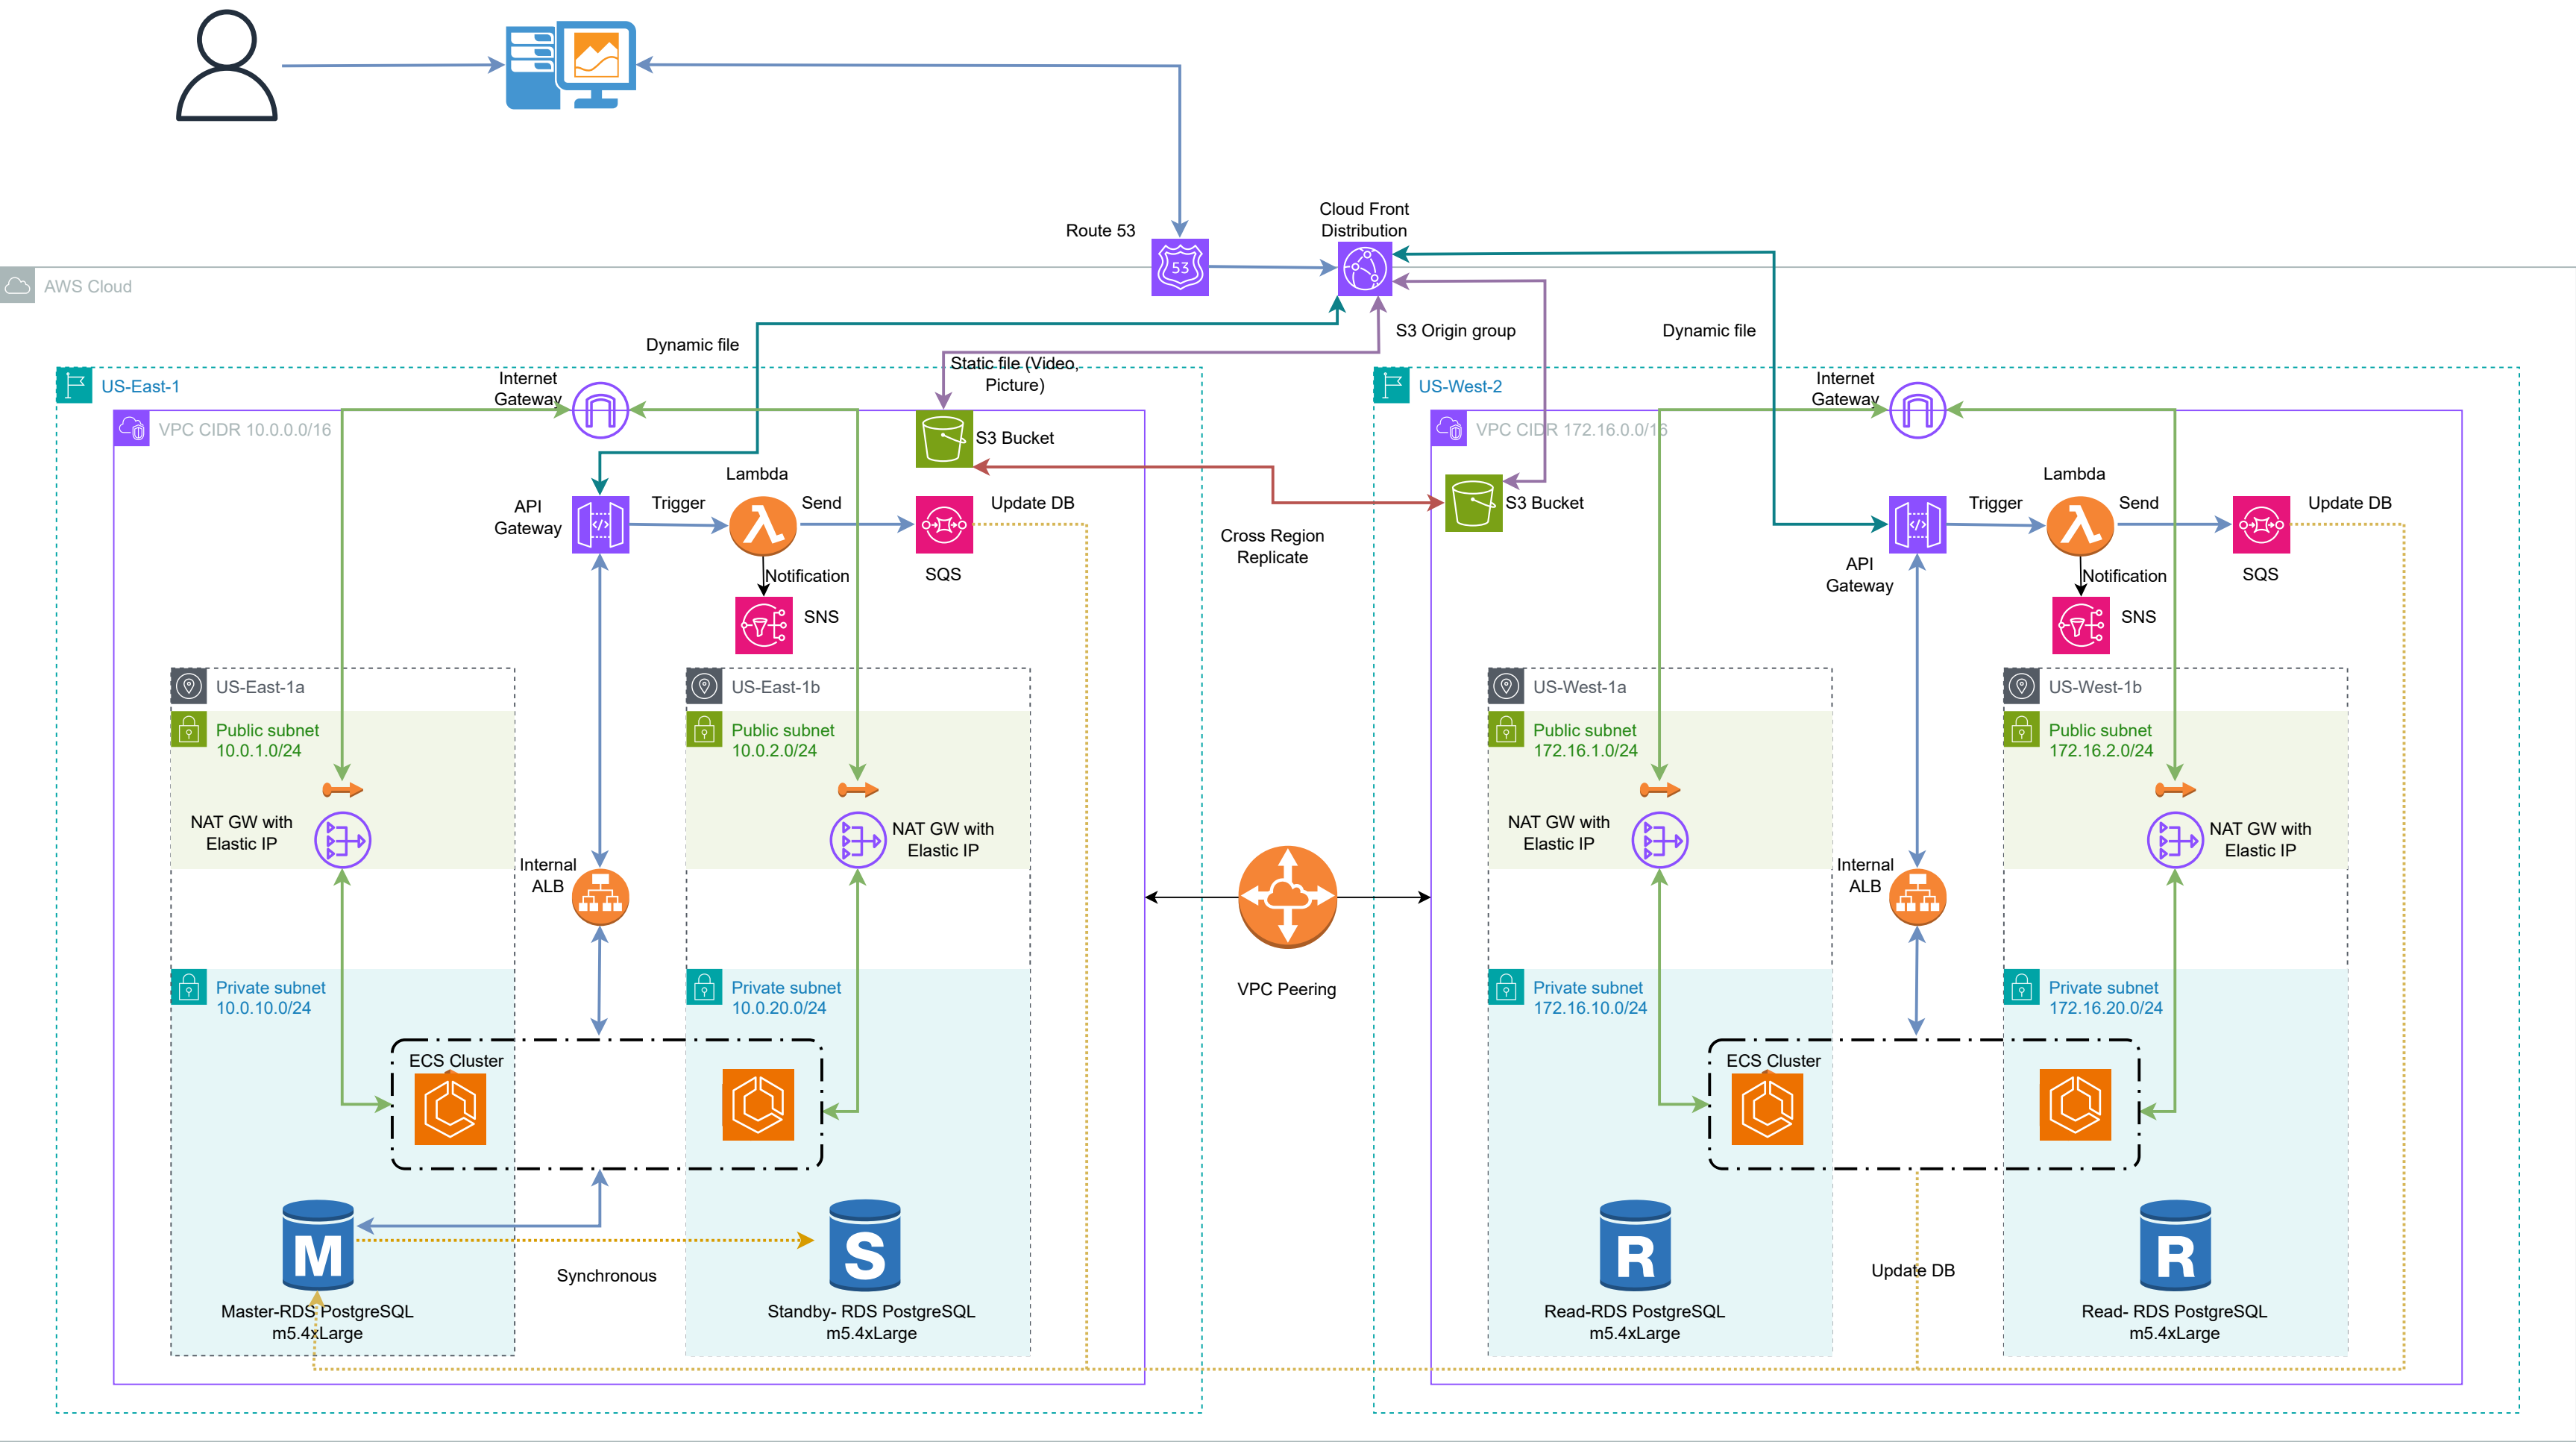 Cloud Front
Distribution
Route 53
53
AWS Cloud
S3 Origin group
Dynamic file
Dynamic file
Static file (Video,
Picture)
US-East-1
Internet
Gateway
VPC CIDR 10.0.0.0/16
S3 Bucket
Lambda
API
Gateway
Trigger
Send
Update DB
Notification
SQS
SNS
Cross Region
Replicate
US-East-1a
US-East-1b
Public subnet
10.0.1.0/24
Public subnet
10.0.2.0/24
NAT GW with
Elastic IP
NAT GW with
Elastic IP
Internal
ALB
Private subnet
10.0.10.0/24
Private subnet
10.0.20.0/24
ECS Cluster
M
S
Synchronous
Master-RDS PostgreSQL
m5.4xLarge
Standby- RDS PostgreSQL
m5.4xLarge
VPC Peering
US-West-2
Internet
Gateway
VPC CIDR 172.16.0.0/16
S3 Bucket
Lambda
Trigger
Send
Update DB
API
Gateway
Notification
SQS
SNS
US-West-1a
US-West-1b
Public subnet
172.16.1.0/24
Public subnet
172.16.2.0/24
NAT GW with
Elastic IP
NAT GW with
Elastic IP
Internal
ALB
Private subnet
172.16.10.0/24
Private subnet
172.16.20.0/24
ECS Cluster
R
R
Update DB
Read-RDS PostgreSQL
m5.4xLarge
Read- RDS PostgreSQL
m5.4xLarge